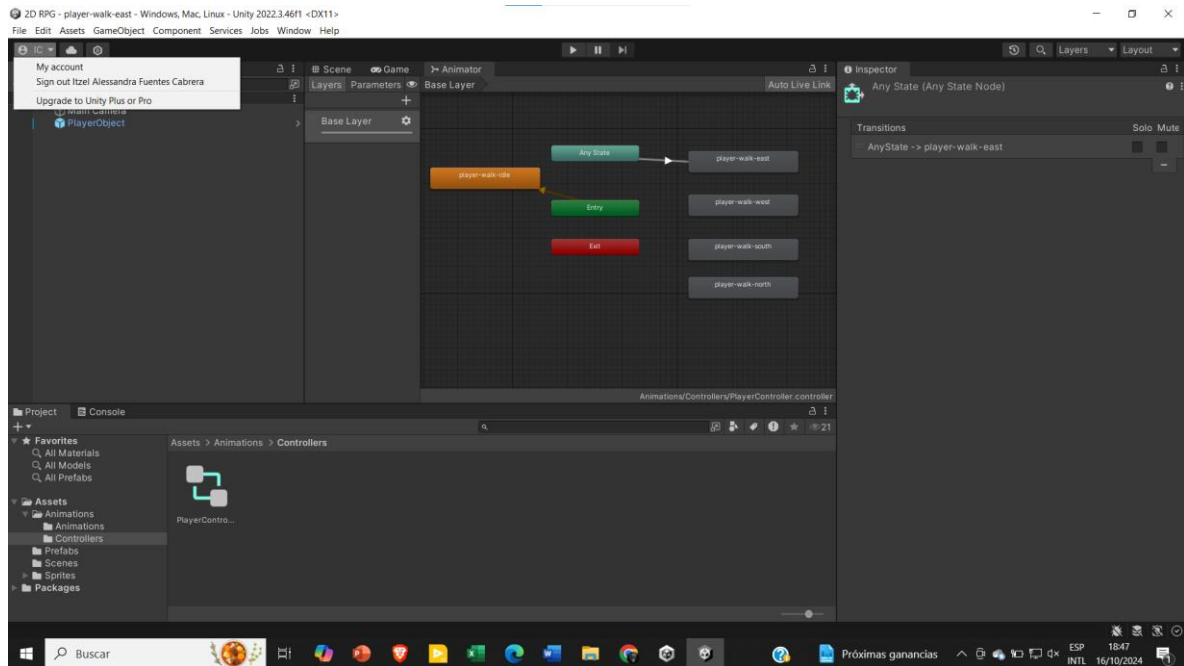 2D RPG - player-walk-east - Windows, Mac, Linux - Unity 2022.3.46f1 <DX11>
File Edit Assets GameObject Component Services Jobs Window Help
IC
Layers Layout
My account
Sign out Itzel Alessandra Fuentes Cabrera
Upgrade to Unity Plus or Pro
Main Camera
PlayerObject
Scene Game Animator
Layers Parameters Base Layer Auto Live Link
Base Layer
Any State
player-walk-east
player-walk-idle
Entry
player-walk-west
Exit
player-walk-south
player-walk-north
Animations/Controllers/PlayerController.controller
Inspector
Any State (Any State Node)
Transitions Solo Mute
AnyState -> player-walk-east
Project Console
21
Favorites
All Materials
All Models
All Prefabs
Assets
Animations
Animations
Controllers
Prefabs
Scenes
Sprites
Packages
Assets > Animations > Controllers
PlayerContro...
Buscar
Próximas ganancias
ESP
INTL
18:47
16/10/2024